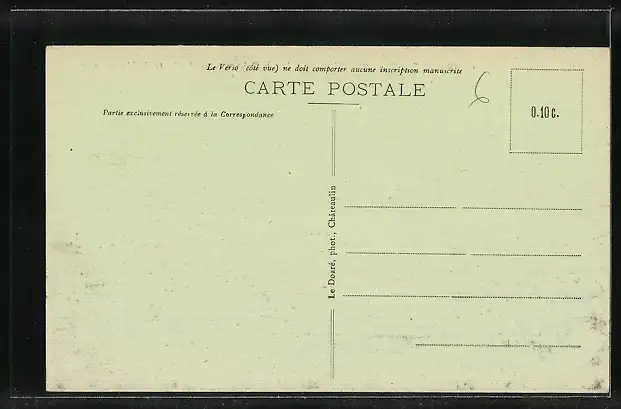 Le Verso (côté vue) ne doit comporter aucune inscription manuscrite
CARTE POSTALE
6
0.10 c.
Partie exclusivement réservée à la Correspondance
Le Doaré, phot., Châteaulin